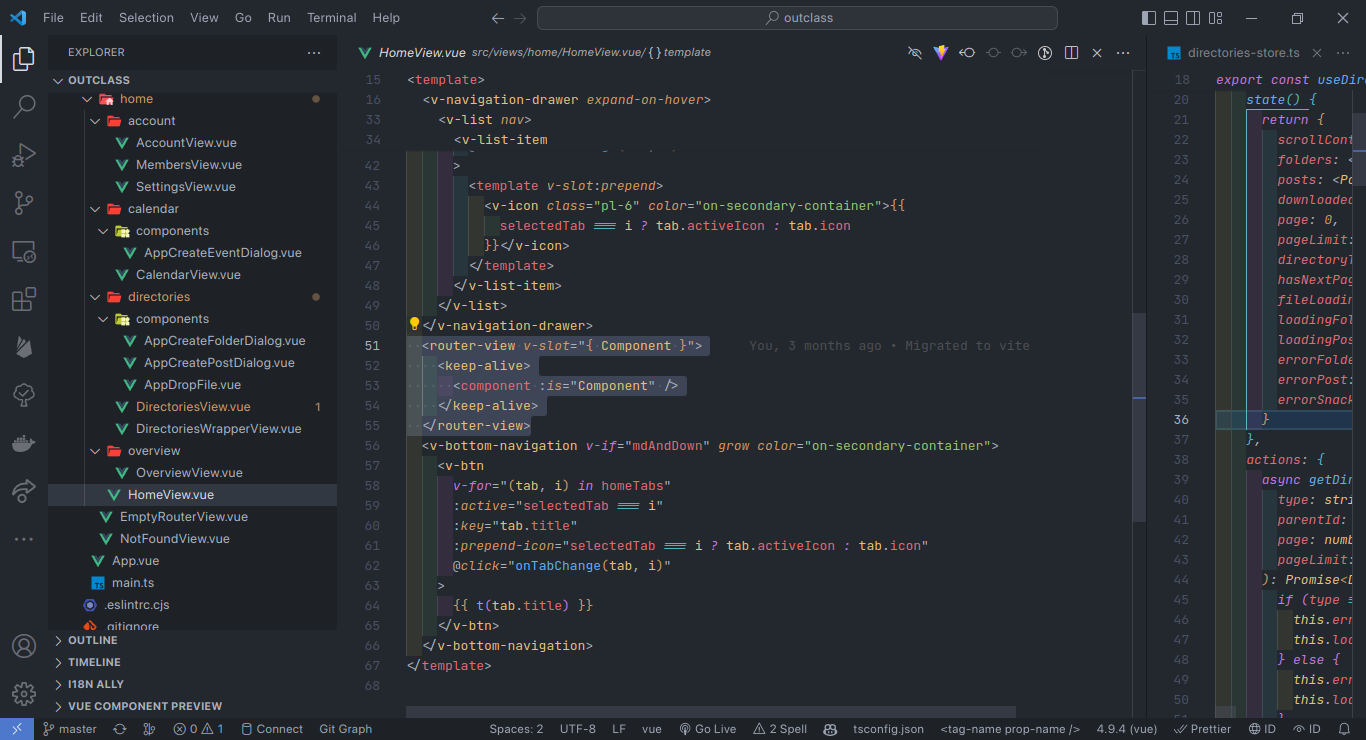 File Edit Selection View Go Run Terminal Help
outclass
EXPLORER
OUTCLASS
home
account
AccountView.vue
MembersView.vue
SettingsView.vue
calendar
components
AppCreateEventDialog.vue
CalendarView.vue
directories
components
AppCreateFolderDialog.vue
AppCreatePostDialog.vue
AppDropFile.vue
DirectoriesView.vue 1
DirectoriesWrapperView.vue
overview
OverviewView.vue
HomeView.vue
EmptyRouterView.vue
NotFoundView.vue
App.vue
TS main.ts
.eslintrc.cjs
.gitignore
OUTLINE
TIMELINE
I18N ALLY
VUE COMPONENT PREVIEW
HomeView.vue src/views/home/HomeView.vue/ {} template
15 <template>
16 <v-navigation-drawer expand-on-hover>
33 <v-list nav>
34 <v-list-item
42 >
43 <template v-slot:prepend>
44 <v-icon class="pl-6" color="on-secondary-container">{{
45 selectedTab === i ? tab.activeIcon : tab.icon
46 }}</v-icon>
47 </template>
48 </v-list-item>
49 </v-list>
50 </v-navigation-drawer>
51 <router-view v-slot="{ Component }"> You, 3 months ago • Migrated to vite
52 <keep-alive>
53 <component :is="Component" />
54 </keep-alive>
55 </router-view>
56 <v-bottom-navigation v-if="mdAndDown" grow color="on-secondary-container">
57 <v-btn
58 v-for="(tab, i) in homeTabs"
59 :active="selectedTab === i"
60 :key="tab.title"
61 :prepend-icon="selectedTab === i ? tab.activeIcon : tab.icon"
62 @click="onTabChange(tab, i)"
63 >
64 {{ t(tab.title) }}
65 </v-btn>
66 </v-bottom-navigation>
67 </template>
68
TS directories-store.ts
18 export const useDire
20 state() {
21 return {
22 scrollCont
23 folders: <
24 posts: <Po
25 downloaded
26 page: 0,
27 pageLimit:
28 directoryI
29 hasNextPag
30 fileLoadin
31 loadingFol
32 loadingPos
33 errorFolde
34 errorPost:
35 errorSnack
36 }
37 },
38 actions: {
39 async getDir
40 type: stri
41 parentId:
42 page: numb
43 pageLimit:
44 ): Promise<D
45 if (type =
46 this.err
47 this.loa
48 } else {
49 this.err
50 this.loa
51 }
master 0 1 Connect Git Graph Spaces: 2 UTF-8 LF vue Go Live 2 Spell tsconfig.json <tag-name prop-name /> 4.9.4 (vue) Prettier ID ID